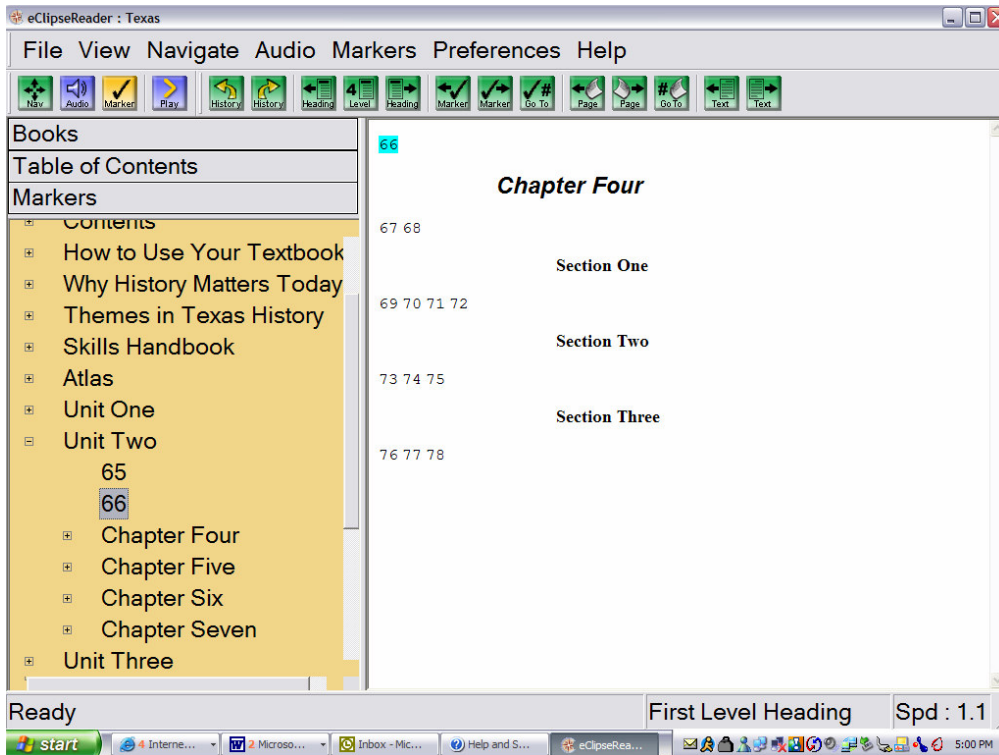 eClipseReader : Texas
File View Navigate Audio Markers Preferences Help
Nav Audio Marker Play History History Heading 4 Level Heading Marker Marker # Go To Page Page # Go To Text Text
Books
Table of Contents
Markers
Contents
How to Use Your Textbook
Why History Matters Today
Themes in Texas History
Skills Handbook
Atlas
Unit One
Unit Two
65
66
Chapter Four
Chapter Five
Chapter Six
Chapter Seven
Unit Three
66
Chapter Four
67 68
Section One
69 70 71 72
Section Two
73 74 75
Section Three
76 77 78
Ready First Level Heading Spd : 1.1
start 4 Interne... 2 Microso... Inbox - Mic... Help and S... eClipseRea... 5:00 PM